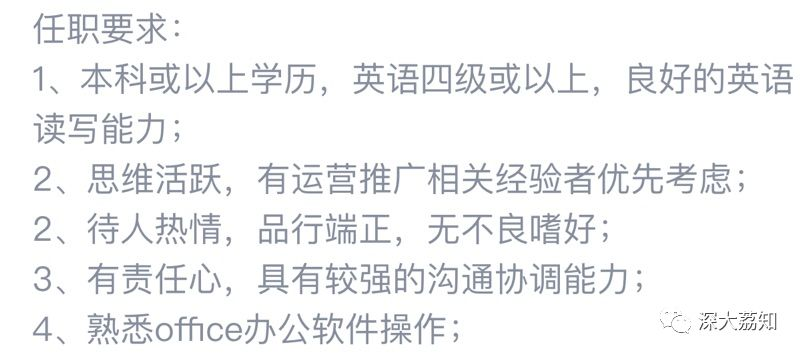 任职要求：
1、本科或以上学历，英语四级或以上，良好的英语
读写能力；
2、思维活跃，有运营推广相关经验者优先考虑；
2、待人热情，品行端正，无不良嗜好；
3、有责任心，具有较强的沟通协调能力；
4、熟悉office办公软件操作；
深大荔知